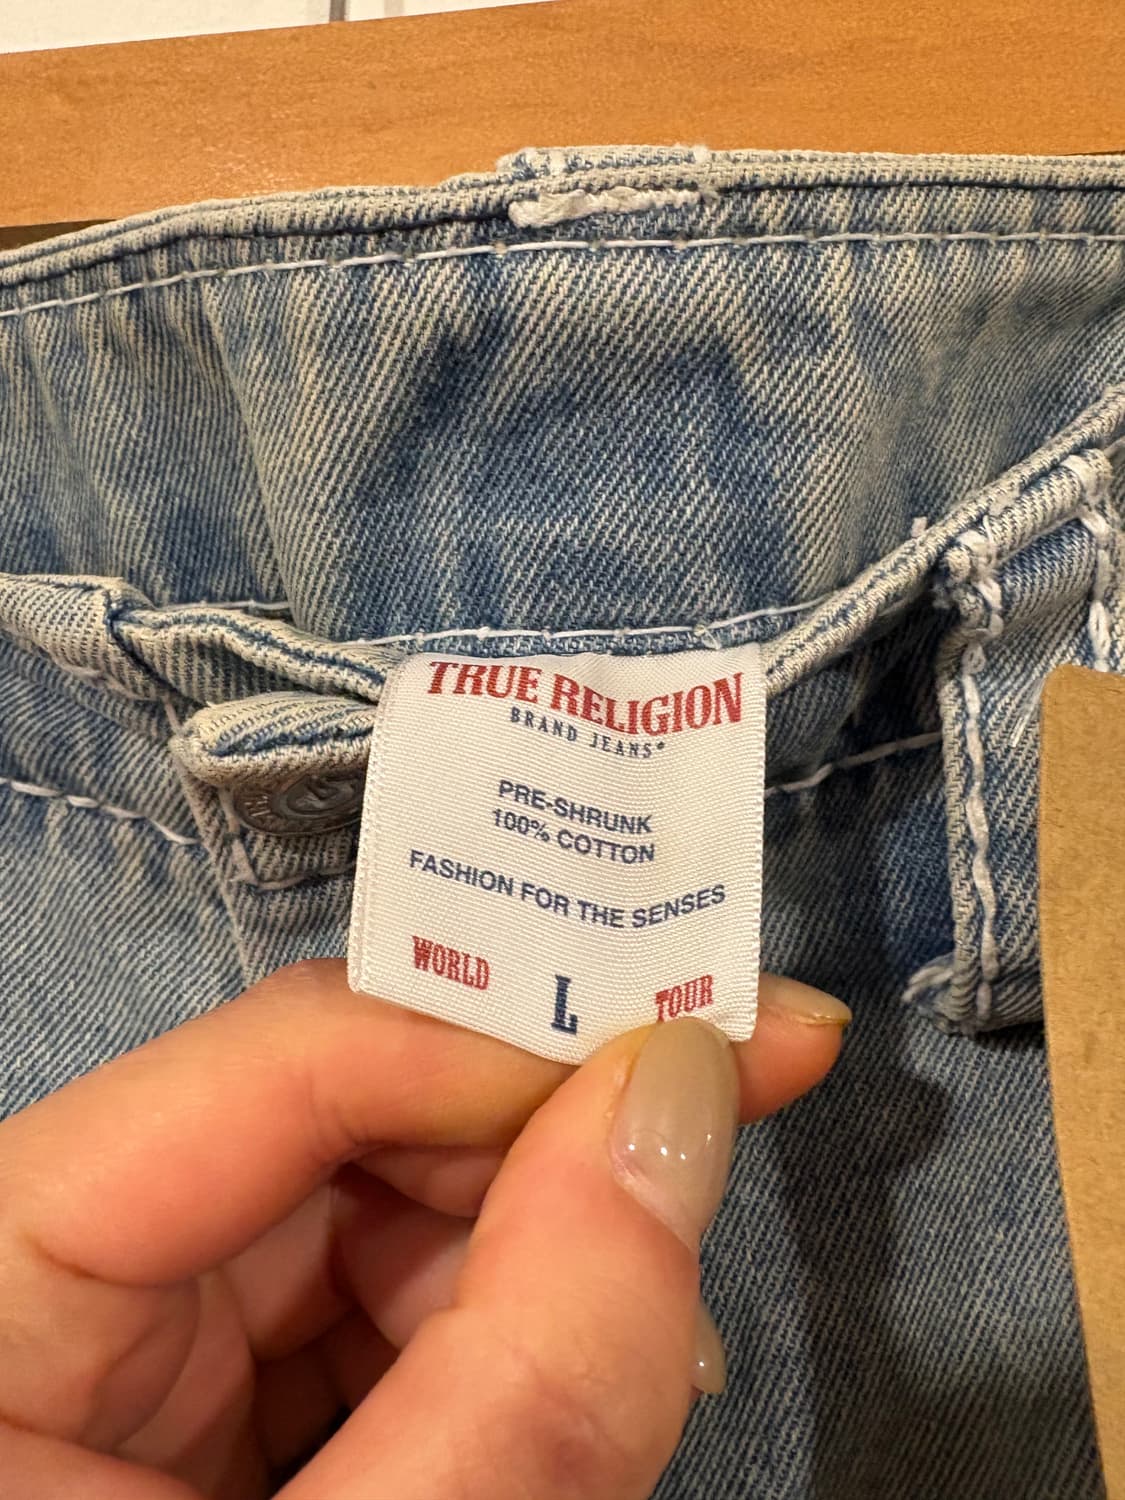 TRUE RELIGION
BRAND JEANS®
PRE-SHRUNK
100% COTTON
FASHION FOR THE SENSES
WORLD L TOUR